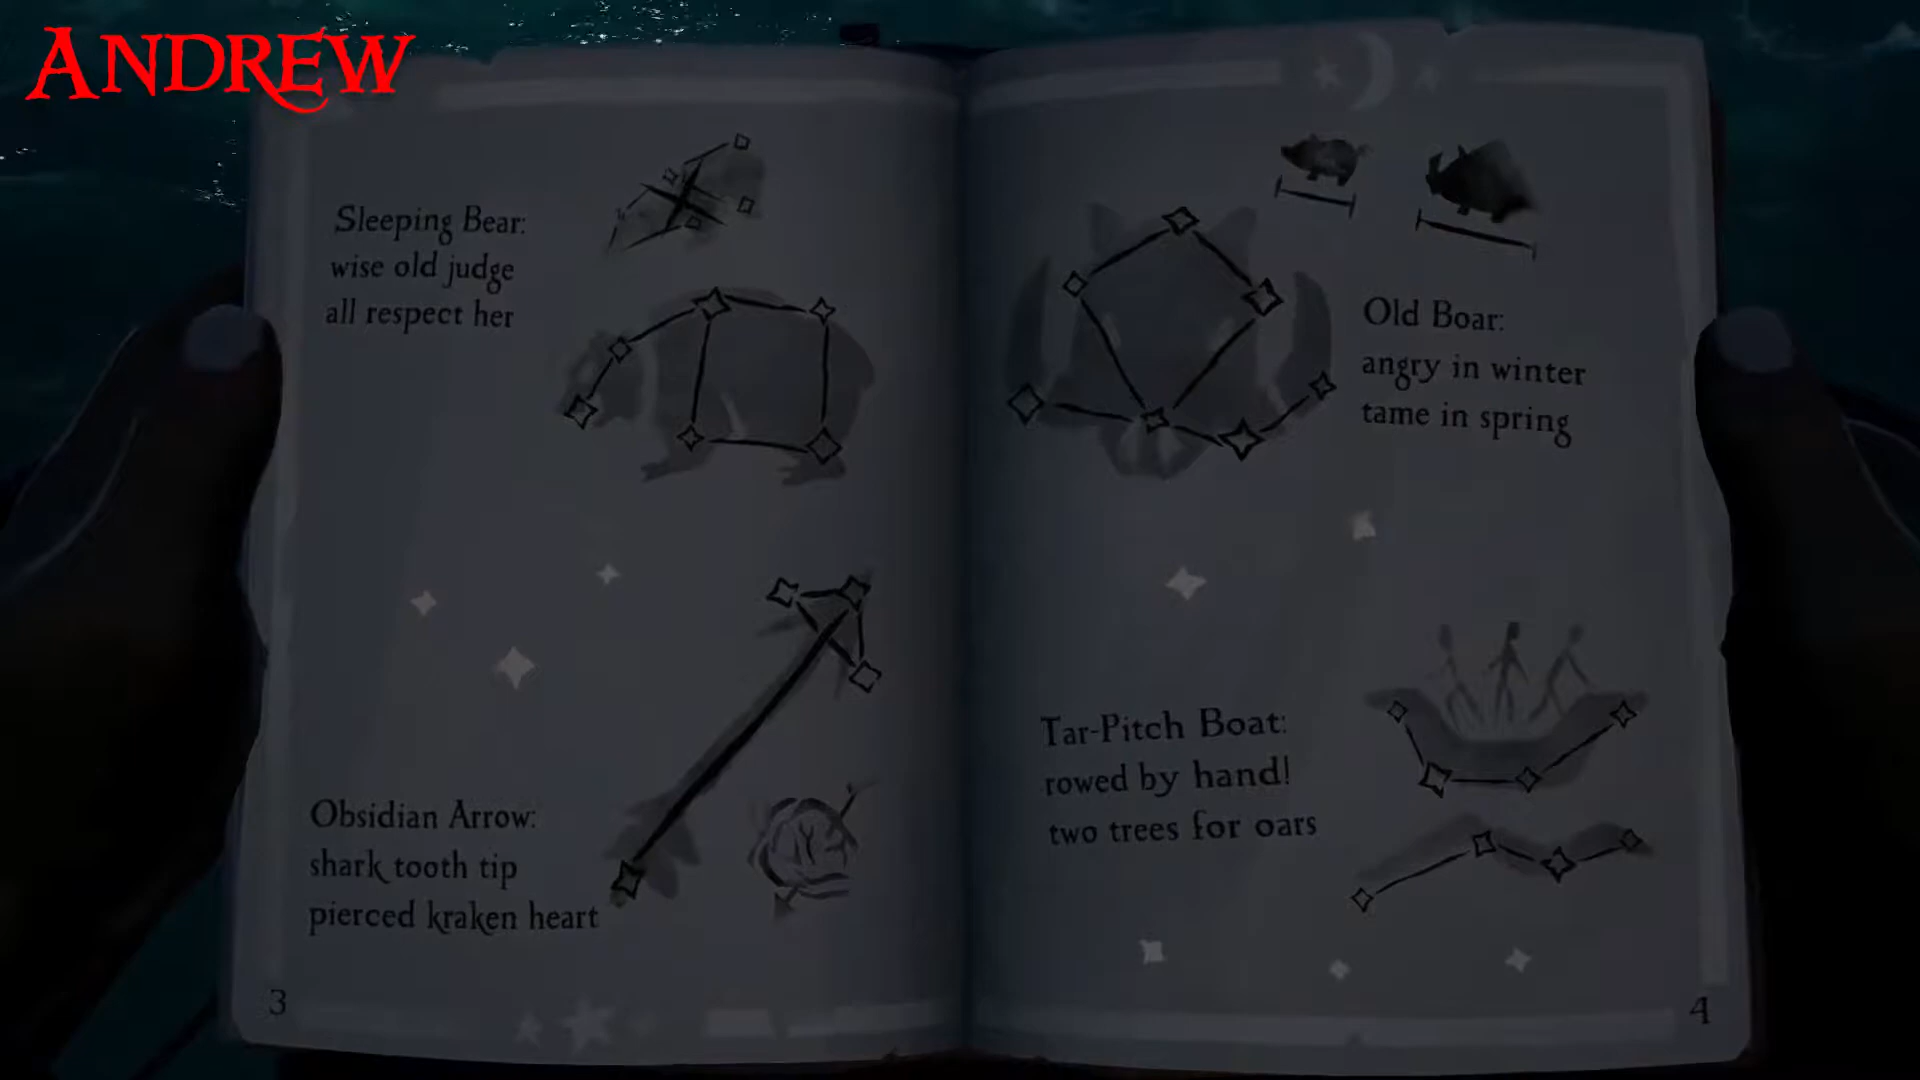 ANDREW
Sleeping Bear:
wise old judge
all respect her
Obsidian Arrow:
shark tooth tip
pierced kraken heart
3
Old Boar:
angry in winter
tame in spring
Tar-Pitch Boat:
rowed by hand!
two trees for oars
4